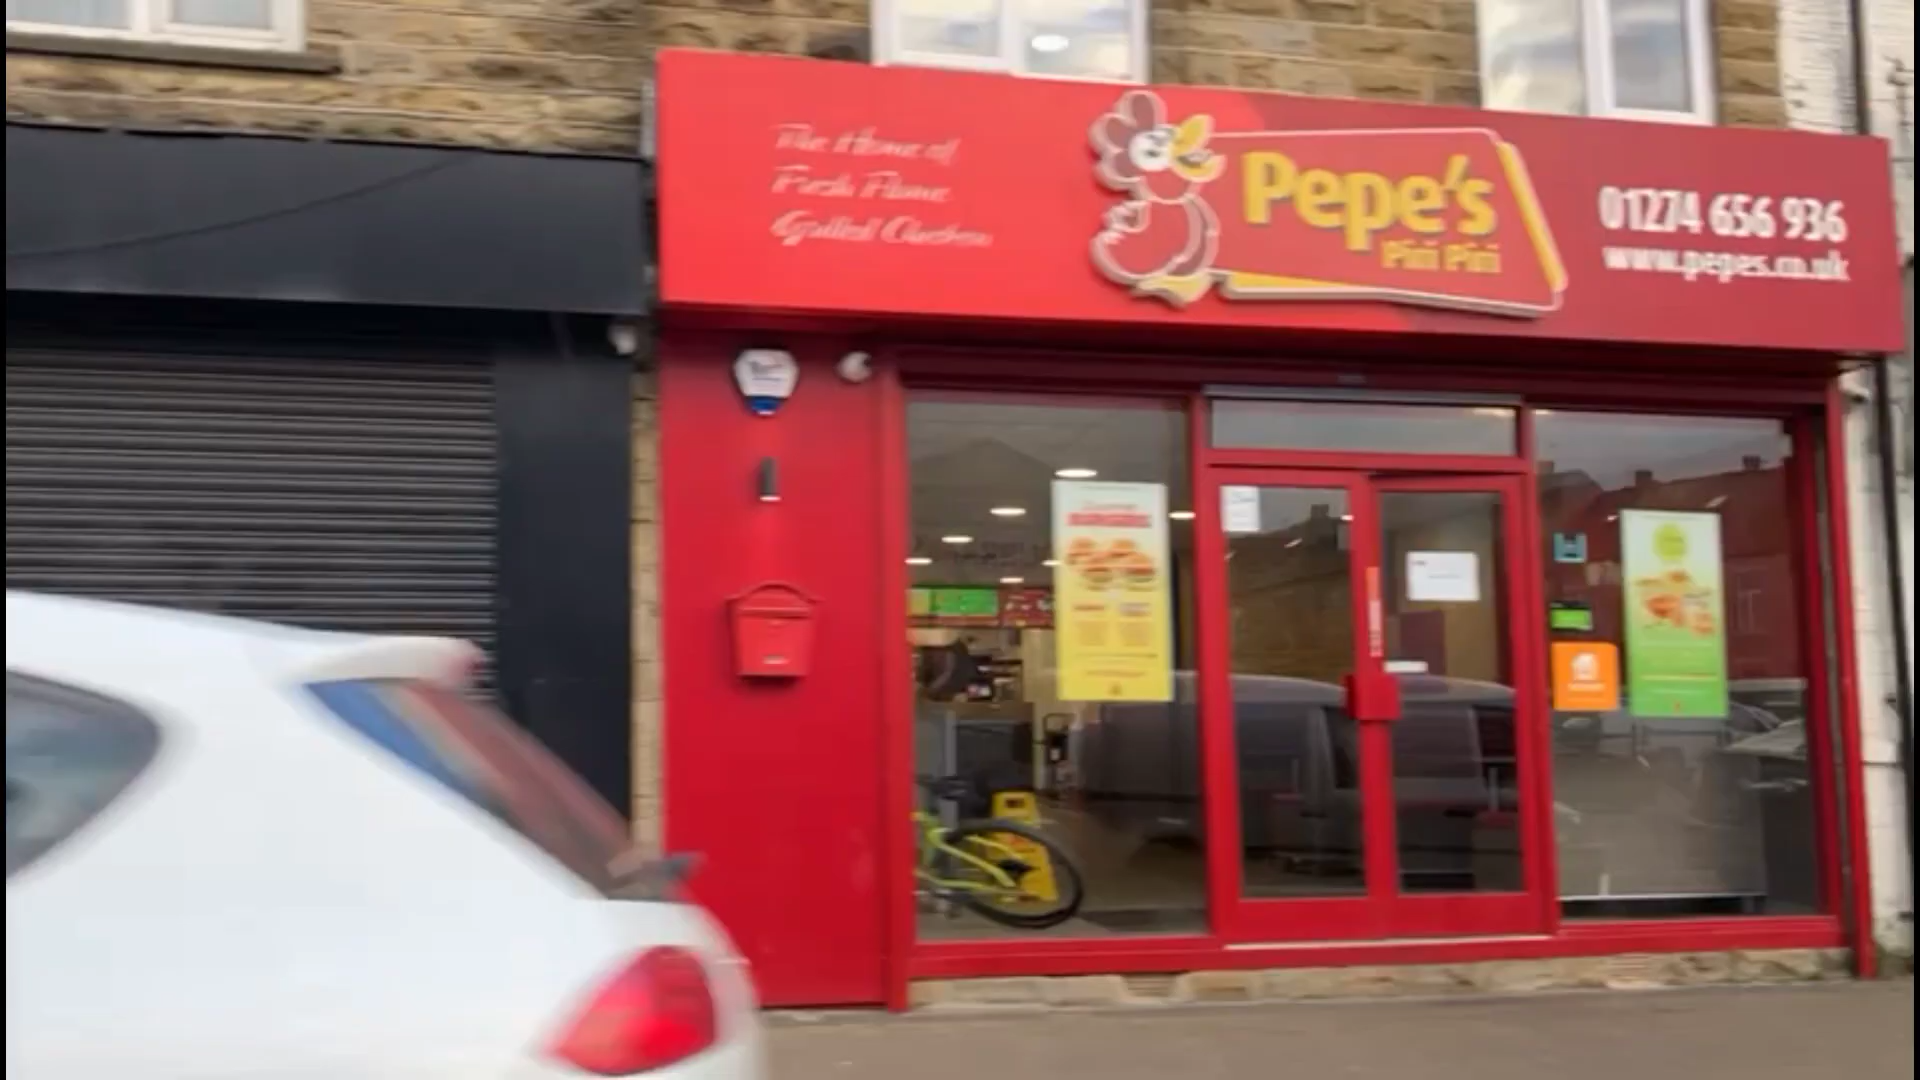 The Home of
Fresh Flame
Grilled Chicken
Pepe's
Piri Piri
01274 656 936
www.pepes.co.uk